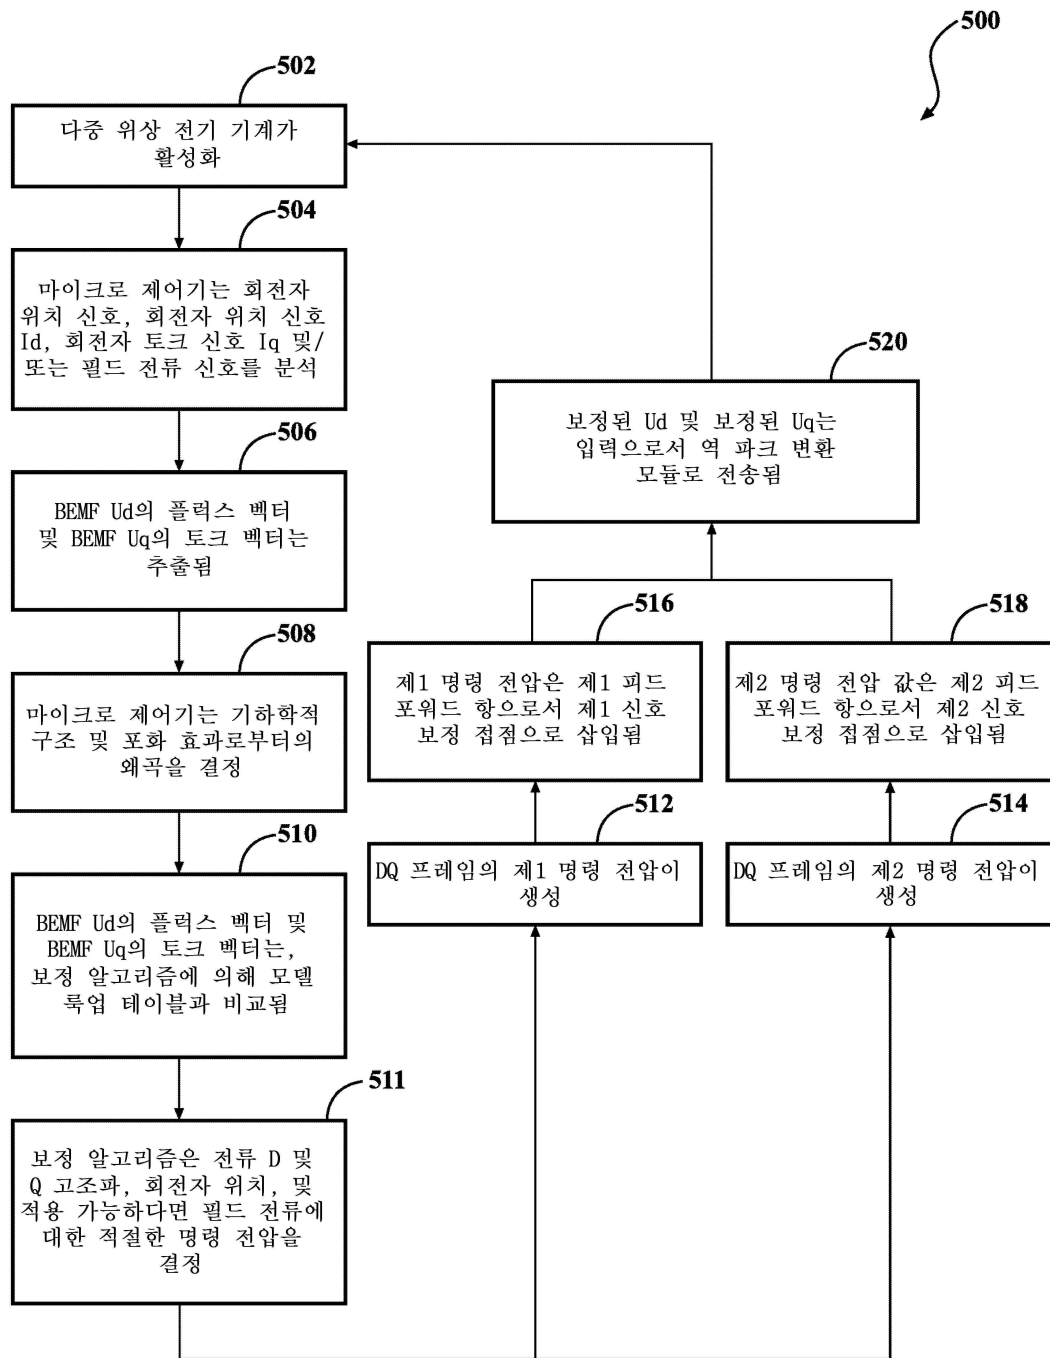 500
502
다중 위상 전기 기계가
활성화
504
마이크로 제어기는 회전자
위치 신호, 회전자 위치 신호
Id, 회전자 토크 신호 Iq 및/
또는 필드 전류 신호를 분석
506
BEMF Ud의 플럭스 벡터
및 BEMF Uq의 토크 벡터는
추출됨
508
마이크로 제어기는 기하학적
구조 및 포화 효과로부터의
왜곡을 결정
510
BEMF Ud의 플럭스 벡터 및
BEMF Uq의 토크 벡터는,
보정 알고리즘에 의해 모델
룩업 테이블과 비교됨
511
보정 알고리즘은 전류 D 및
Q 고조파, 회전자 위치, 및
적용 가능하다면 필드 전류에
대한 적절한 명령 전압을
결정
520
보정된 Ud 및 보정된 Uq는
입력으로서 역 파크 변환
모듈로 전송됨
516
제1 명령 전압은 제1 피드
포워드 항으로서 제1 신호
보정 접점으로 삽입됨
518
제2 명령 전압 값은 제2 피드
포워드 항으로서 제2 신호
보정 접점으로 삽입됨
512
DQ 프레임의 제1 명령 전압이
생성
514
DQ 프레임의 제2 명령 전압이
생성